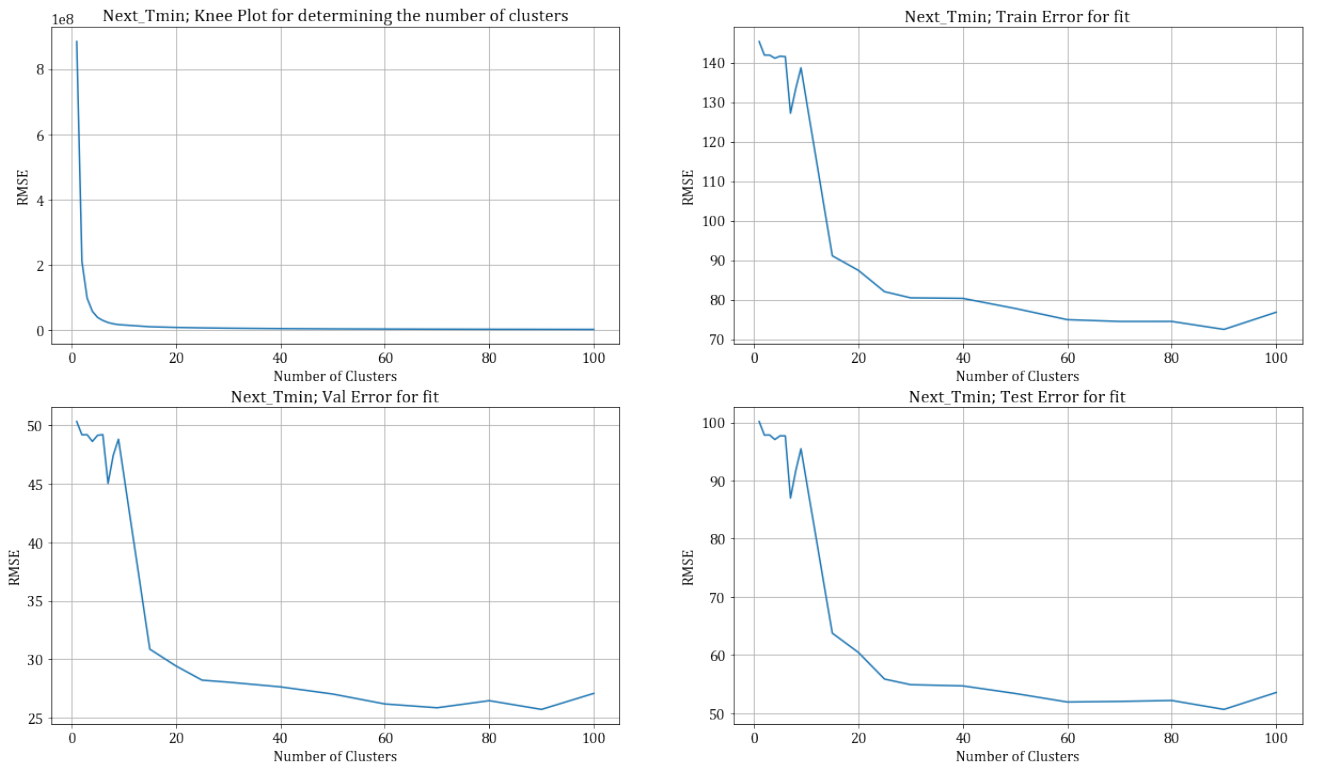 Next_Tmin; Knee Plot for determining the number of clusters
1e8
8
6
4
2
0
RMSE
0 20 40 60 80 100
Number of Clusters
Next_Tmin; Train Error for fit
140
130
120
110
100
90
80
70
RMSE
0 20 40 60 80 100
Number of Clusters
Next_Tmin; Val Error for fit
50
45
40
35
30
25
RMSE
0 20 40 60 80 100
Number of Clusters
Next_Tmin; Test Error for fit
100
90
80
70
60
50
RMSE
0 20 40 60 80 100
Number of Clusters